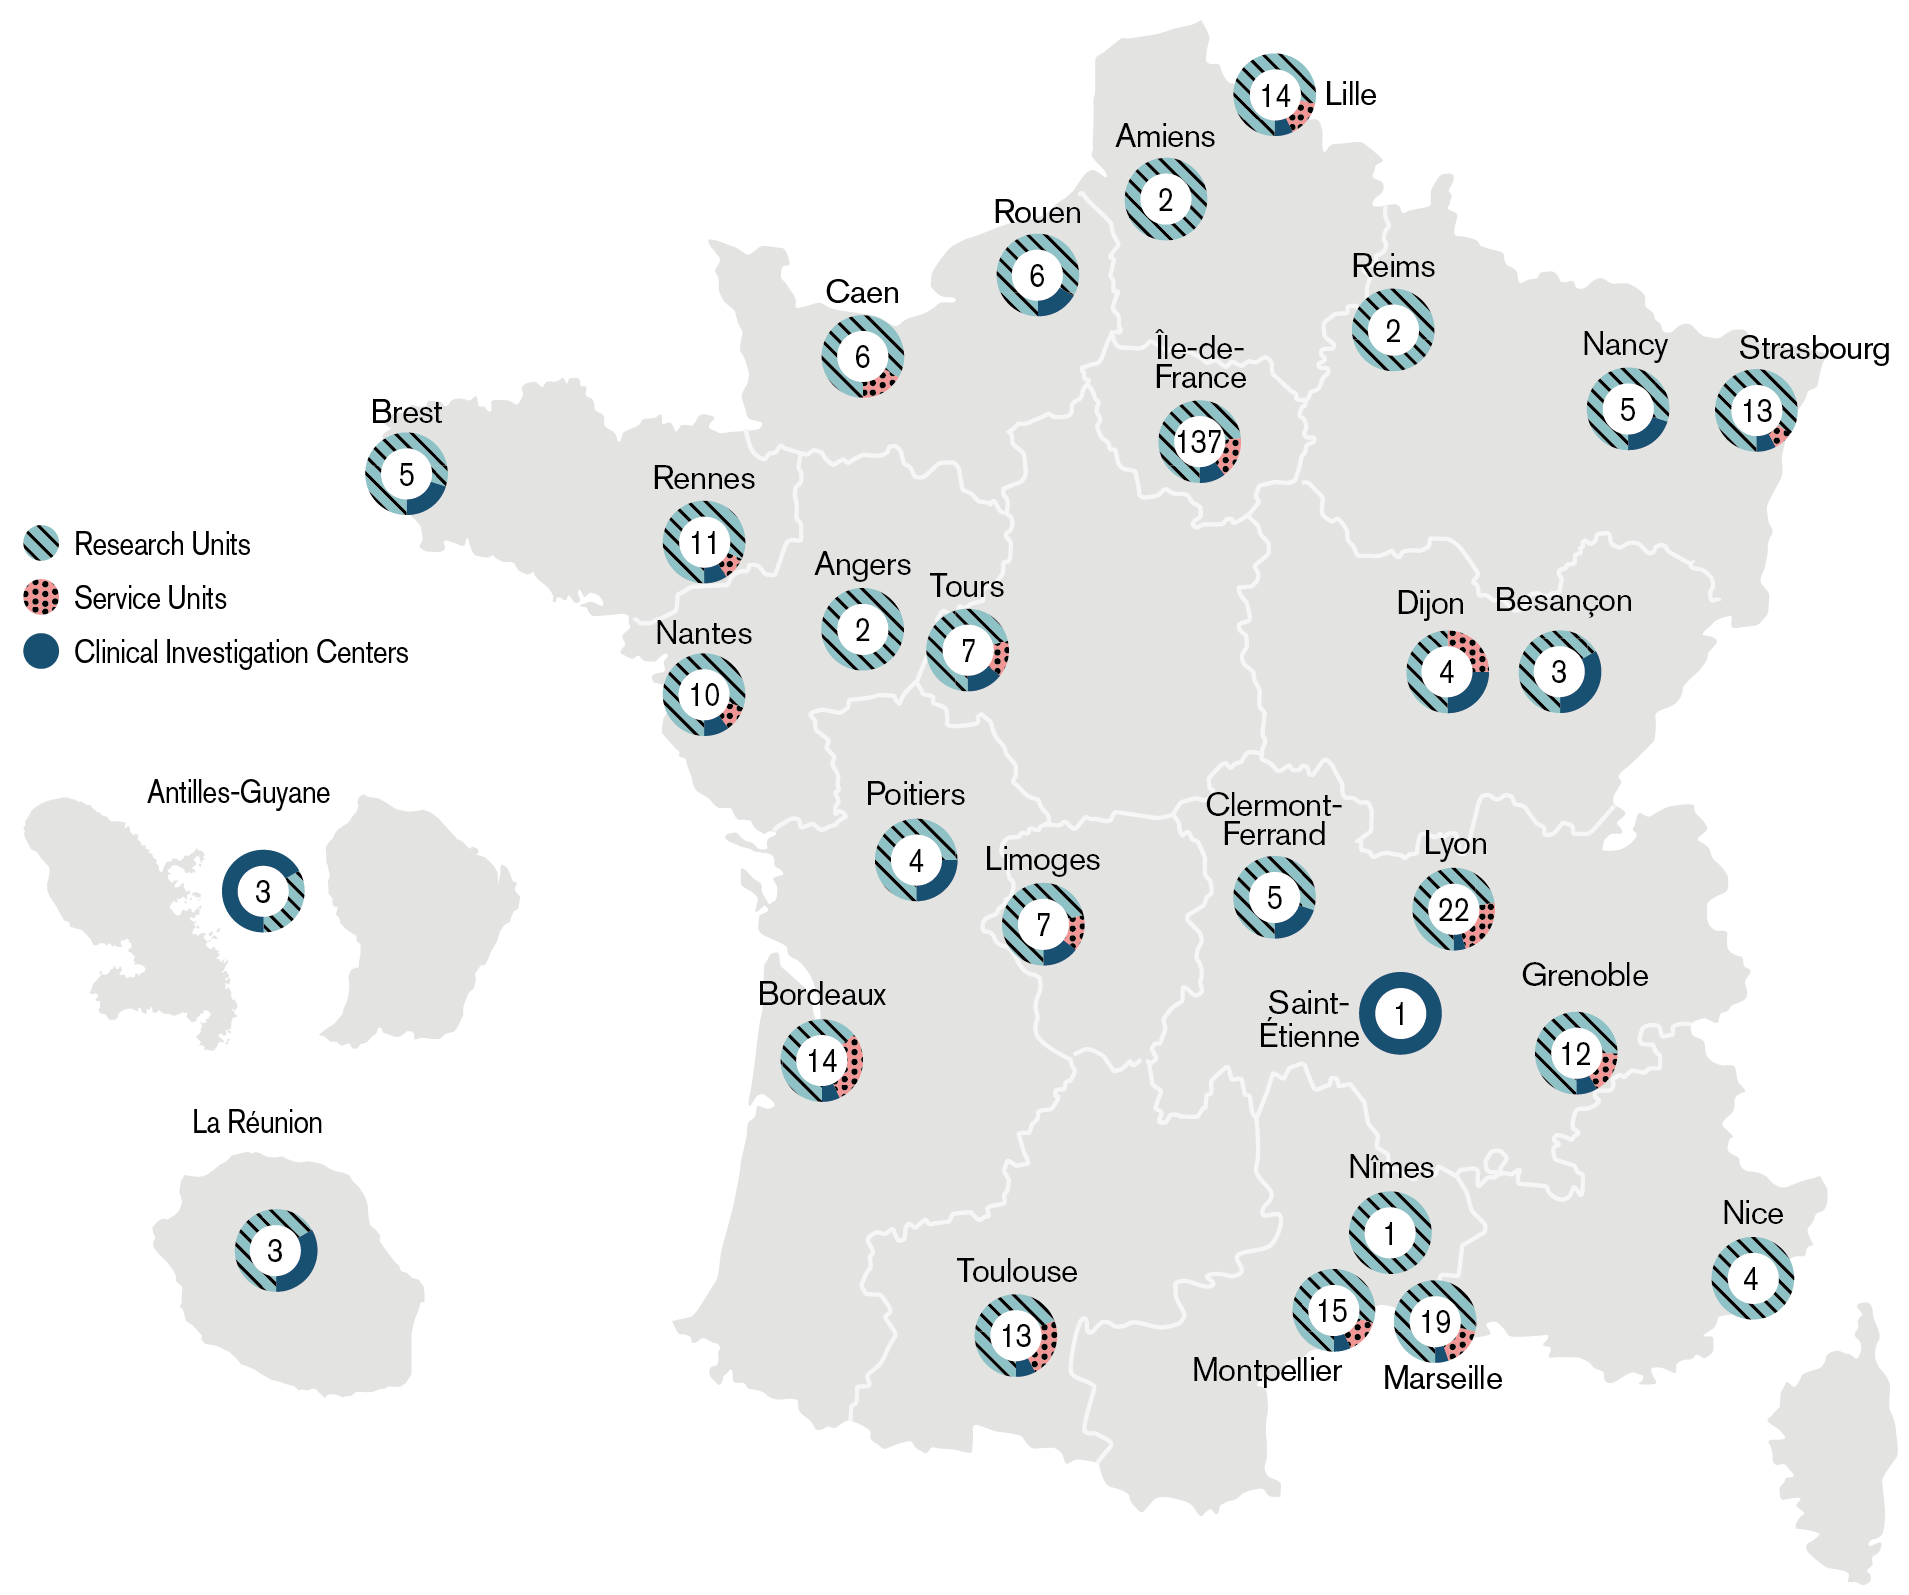 Lille
14
Amiens
2
Rouen
6
Reims
2
Caen
6
Île-de-
France
137
Nancy
5
Strasbourg
13
Brest
5
Rennes
11
Research Units
Service Units
Clinical Investigation Centers
Angers
2
Tours
7
Nantes
10
Dijon
4
Besançon
3
Antilles-Guyane
3
Poitiers
4
Limoges
7
Clermont-
Ferrand
5
Lyon
22
Saint-
Étienne
1
Grenoble
12
Bordeaux
14
La Réunion
3
Nîmes
1
Nice
4
Toulouse
13
15
Montpellier
19
Marseille